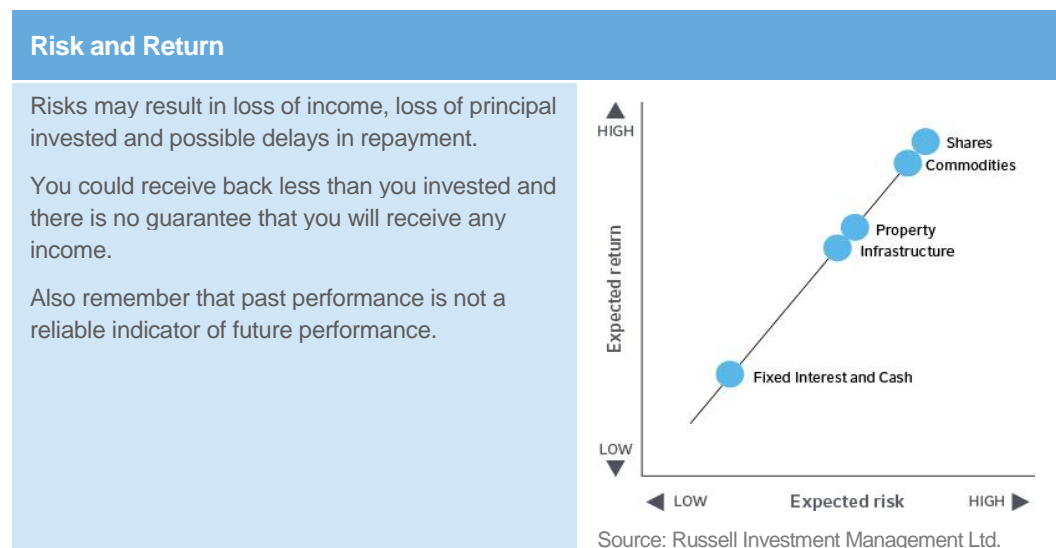 Risk and Return
Risks may result in loss of income, loss of principal
invested and possible delays in repayment.
You could receive back less than you invested and
there is no guarantee that you will receive any
income.
Also remember that past performance is not a
reliable indicator of future performance.
HIGH
Expected return
LOW
Shares
Commodities
Property
Infrastructure
Fixed Interest and Cash
LOW Expected risk HIGH
Source: Russell Investment Management Ltd.